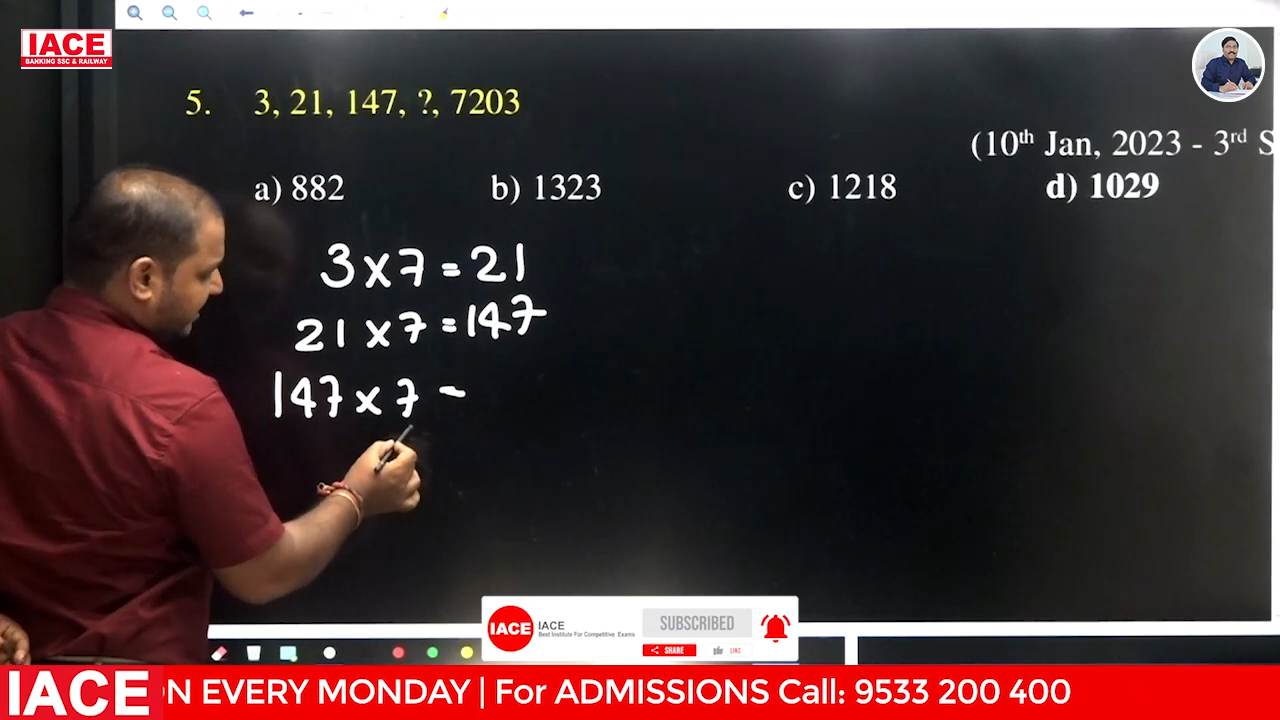 IACE
BANKING SSC & RAILWAY
5. 3, 21, 147, ?, 7203
(10th Jan, 2023 - 3rd S
a) 882 b) 1323 c) 1218 d) 1029
3 x 7 = 21
21 x 7 = 147
147 x 7 -
IACE
IACE
Best Institute For Competitive Exams
SUBSCRIBED
SHARE
LIKE
IACE
N EVERY MONDAY | For ADMISSIONS Call: 9533 200 400